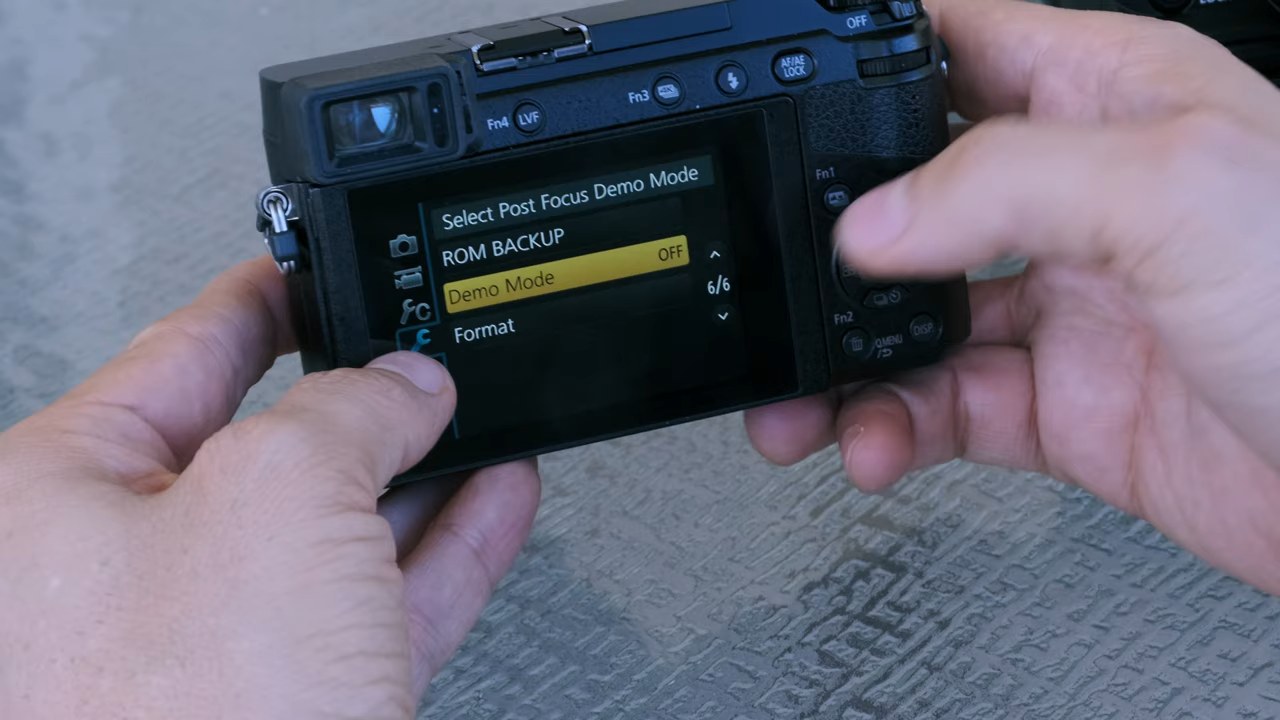 OFF
AF/AE
LOCK
Fn3 4K
Fn4 LVF
Fn1
Select Post Focus Demo Mode
ROM BACKUP
Demo Mode OFF
Format
6/6
C
Fn2
DISP.
Q.MENU